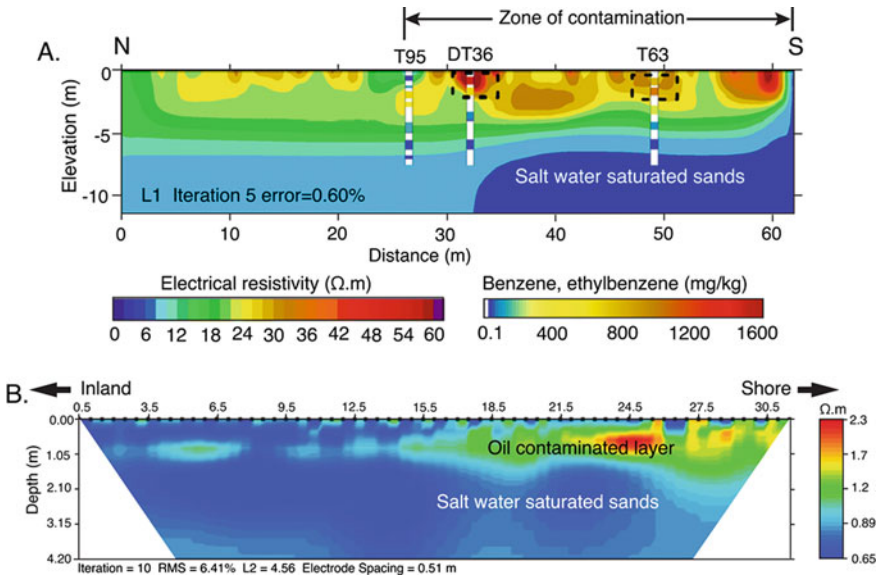 Zone of contamination
A. N S
T95 DT36 T63
0
-5
-10
Elevation (m)
Salt water saturated sands
L1 Iteration 5 error=0.60%
0 10 20 30 40 50 60
Distance (m)
Electrical resistivity (Ω.m)
0 6 12 18 24 30 36 42 48 54 60
Benzene, ethylbenzene (mg/kg)
0.1 400 800 1200 1600
B. Inland Shore
0.5 3.5 6.5 9.5 12.5 15.5 18.5 21.5 24.5 27.5 30.5
Ω.m
0.00
1.05
2.10
3.15
4.20
Depth (m)
Oil contaminated layer
Salt water saturated sands
2.3
1.7
1.2
0.89
0.65
Iteration = 10 RMS = 6.41% L2 = 4.56 Electrode Spacing = 0.51 m